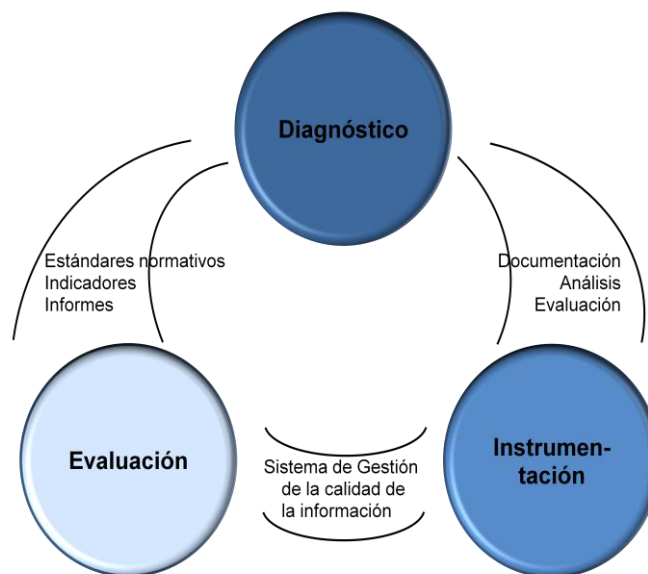 Diagnóstico
Estándares normativos
Indicadores
Informes
Documentación
Análisis
Evaluación
Evaluación
Sistema de Gestión
de la calidad de
la información
Instrumen-
tación